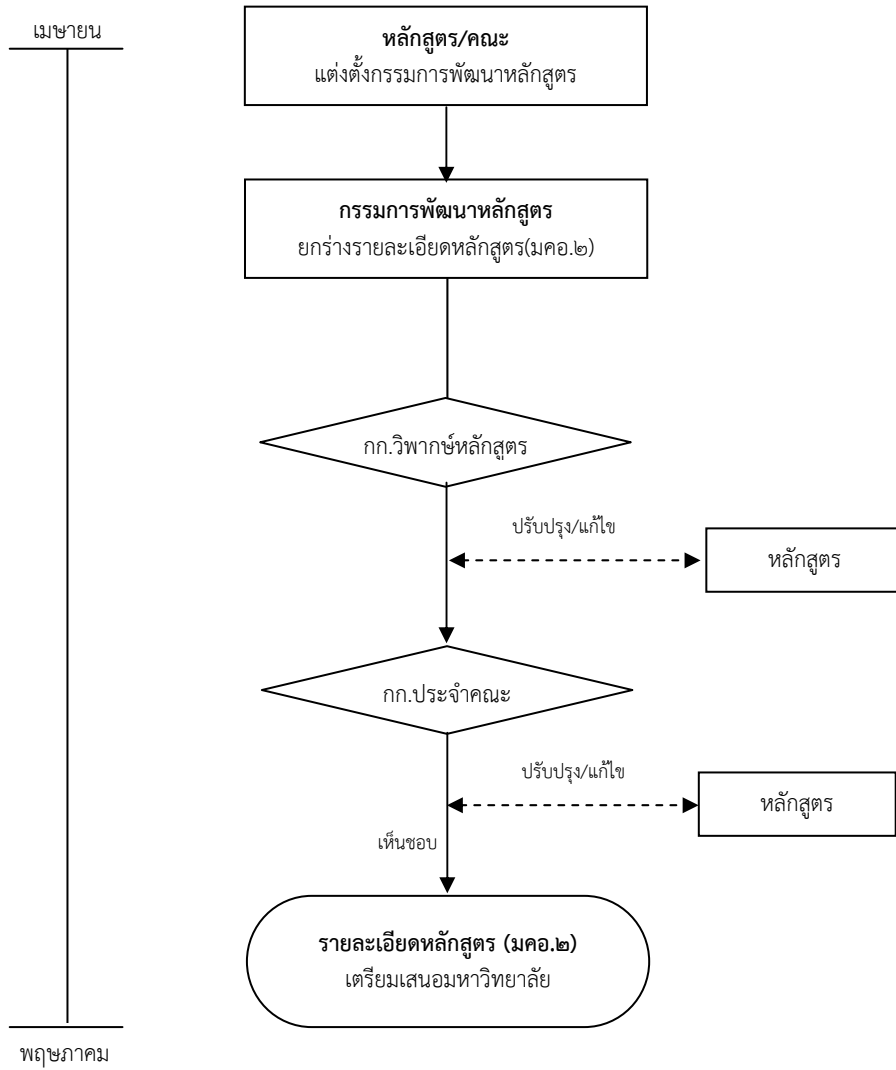 เมษายน
หลักสูตร/คณะ
แต่งตั้งกรรมการพัฒนาหลักสูตร
กรรมการพัฒนาหลักสูตร
ยกร่างรายละเอียดหลักสูตร(มคอ.๒)
กก.วิพากษ์หลักสูตร
ปรับปรุง/แก้ไข
หลักสูตร
กก.ประจำคณะ
ปรับปรุง/แก้ไข
หลักสูตร
เห็นชอบ
รายละเอียดหลักสูตร (มคอ.๒)
เตรียมเสนอมหาวิทยาลัย
พฤษภาคม